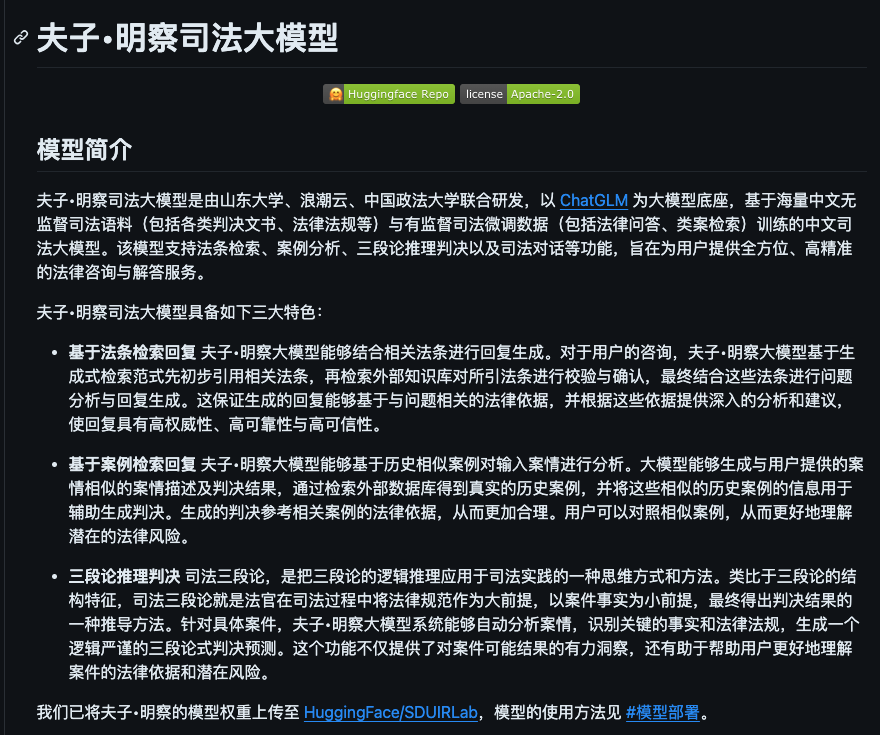 夫子•明察司法大模型
Huggingface Repo license Apache-2.0
模型简介
夫子•明察司法大模型是由山东大学、浪潮云、中国政法大学联合研发，以 ChatGLM 为大模型底座，基于海量中文无
监督司法语料（包括各类判决文书、法律法规等）与有监督司法微调数据（包括法律问答、类案检索）训练的中文司
法大模型。该模型支持法条检索、案例分析、三段论推理判决以及司法对话等功能，旨在为用户提供全方位、高精准
的法律咨询与解答服务。
夫子•明察司法大模型具备如下三大特色：
• 基于法条检索回复 夫子•明察大模型能够结合相关法条进行回复生成。对于用户的咨询，夫子•明察大模型基于生
成式检索范式先初步引用相关法条，再检索外部知识库对所引法条进行校验与确认，最终结合这些法条进行问题
分析与回复生成。这保证生成的回复能够基于与问题相关的法律依据，并根据这些依据提供深入的分析和建议，
使回复具有高权威性、高可靠性与高可信性。
• 基于案例检索回复 夫子•明察大模型能够基于历史相似案例对输入案情进行分析。大模型能够生成与用户提供的案
情相似的案情描述及判决结果，通过检索外部数据库得到真实的历史案例，并将这些相似的历史案例的信息用于
辅助生成判决。生成的判决参考相关案例的法律依据，从而更加合理。用户可以对照相似案例，从而更好地理解
潜在的法律风险。
• 三段论推理判决 司法三段论，是把三段论的逻辑推理应用于司法实践的一种思维方式和方法。类比于三段论的结
构特征，司法三段论就是法官在司法过程中将法律规范作为大前提，以案件事实为小前提，最终得出判决结果的
一种推导方法。针对具体案件，夫子•明察大模型系统能够自动分析案情，识别关键的事实和法律法规，生成一个
逻辑严谨的三段论式判决预测。这个功能不仅提供了对案件可能结果的有力洞察，还有助于帮助用户更好地理解
案件的法律依据和潜在风险。
我们已将夫子•明察的模型权重上传至 HuggingFace/SDUIRLab，模型的使用方法见 #模型部署。